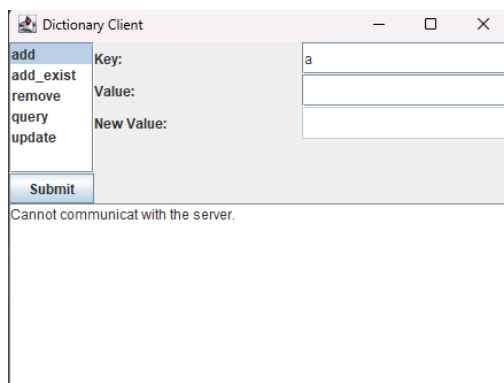 Dictionary Client
add
add_exist
remove
query
update
Key:
a
Value:
New Value:
Submit
Cannot communicat with the server.